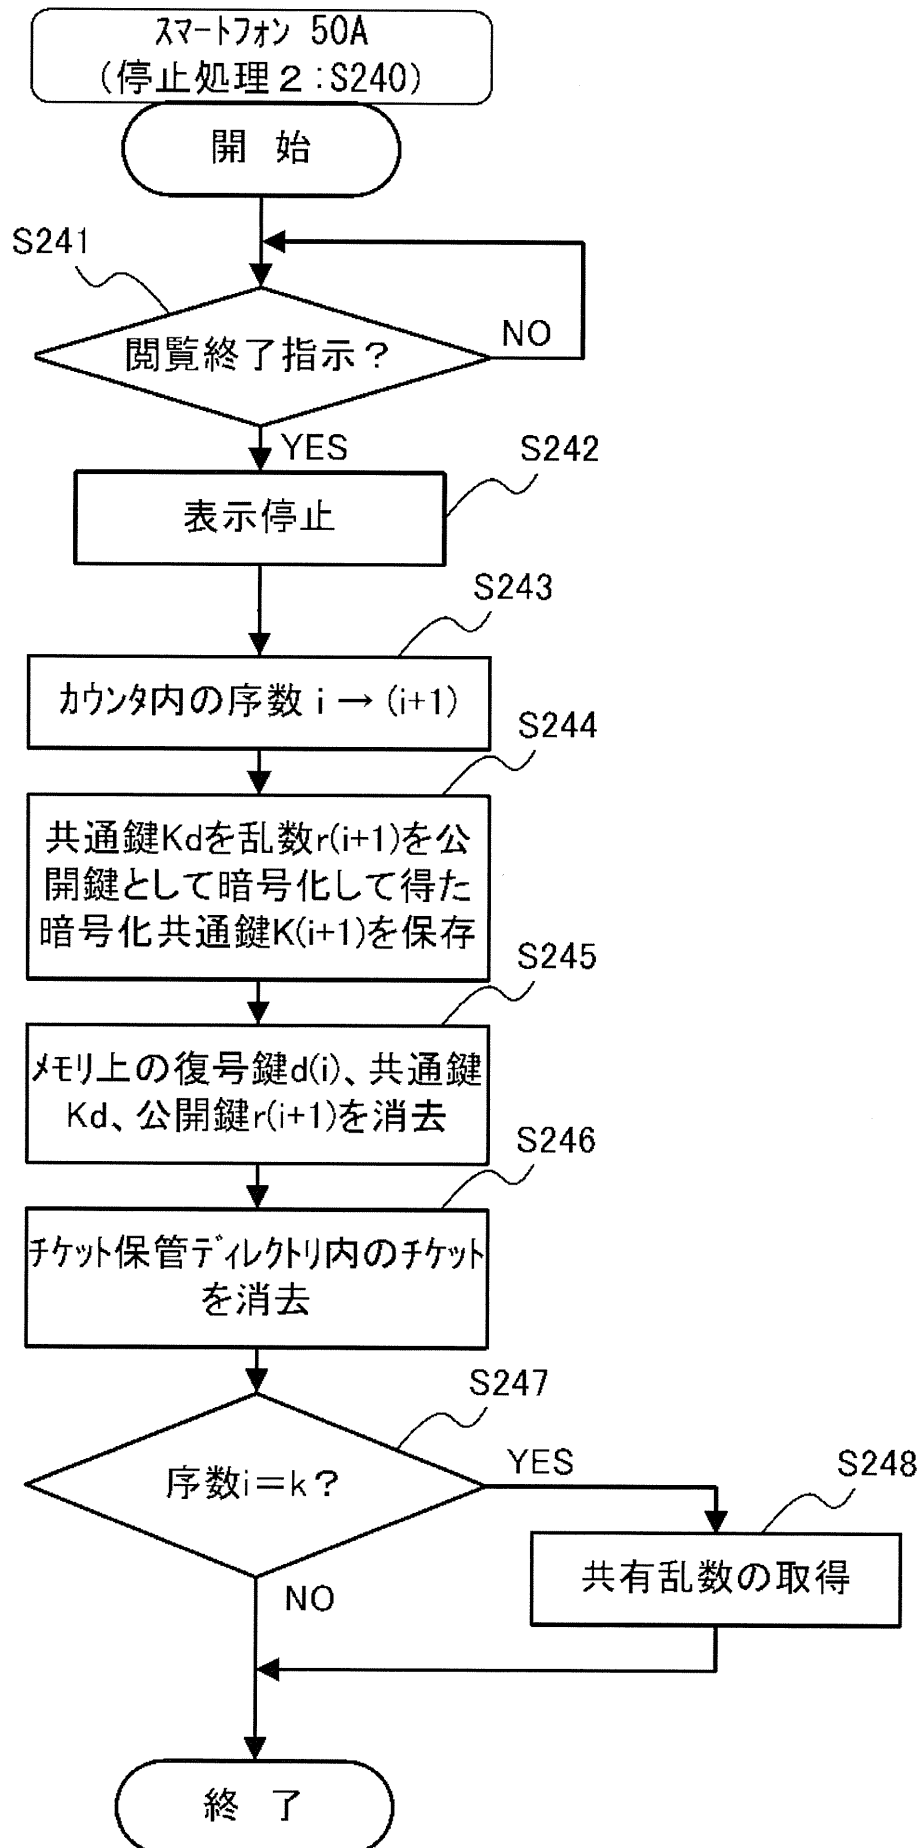 スマートフォン 50A
(停止処理２:S240)
開 始
S241
閲覧終了指示？
NO
YES
S242
表示停止
S243
カウンタ内の序数 i → (i+1)
S244
共通鍵Kdを乱数r(i+1)を公
開鍵として暗号化して得た
暗号化共通鍵K(i+1)を保存
S245
メモリ上の復号鍵d(i)、共通鍵
Kd、公開鍵r(i+1)を消去
S246
チケット保管ディレクトリ内のチケット
を消去
S247
序数i＝k？
YES
S248
共有乱数の取得
NO
終 了